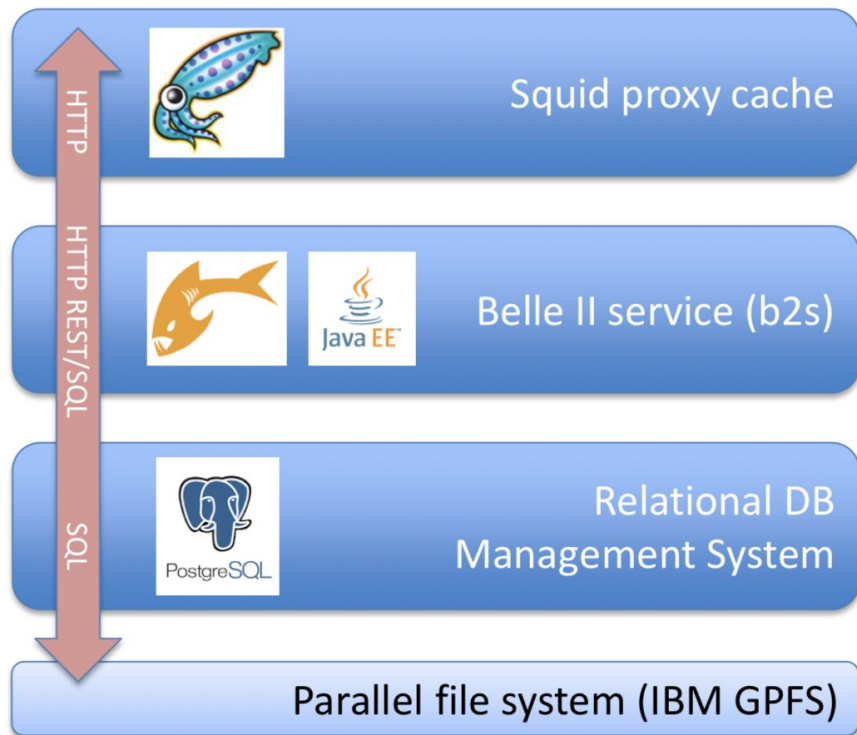 HTTP
Squid proxy cache
HTTP REST/SQL
Java EE™
Belle II service (b2s)
SQL
PostgreSQL
Relational DB
Management System
Parallel file system (IBM GPFS)